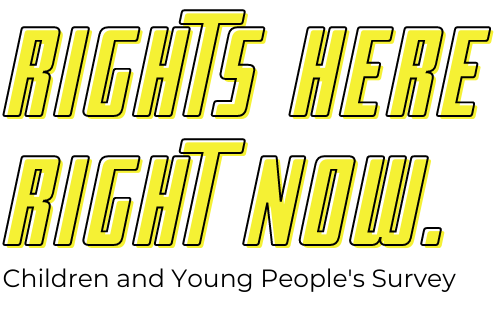 RIGHTS HERE
RIGHT NOW.
Children and Young People's Survey